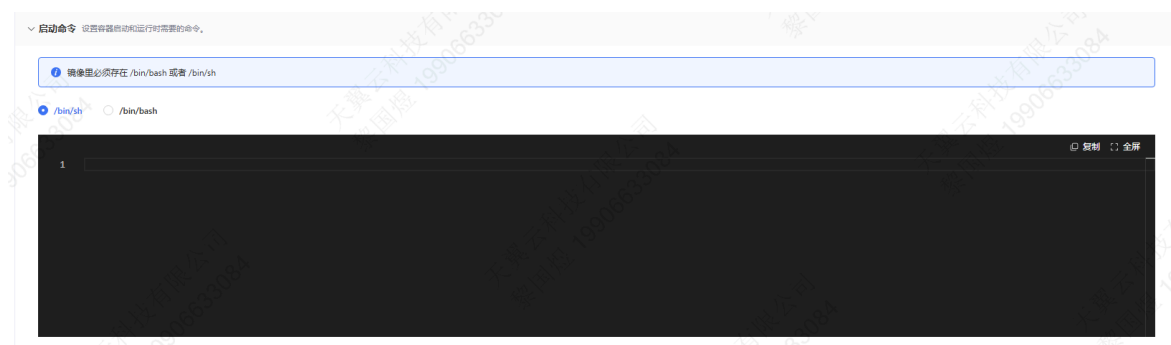 启动命令 设置容器启动和运行时需要的命令。
镜像里必须存在 /bin/bash 或者 /bin/sh
/bin/sh /bin/bash
复制 全屏
1